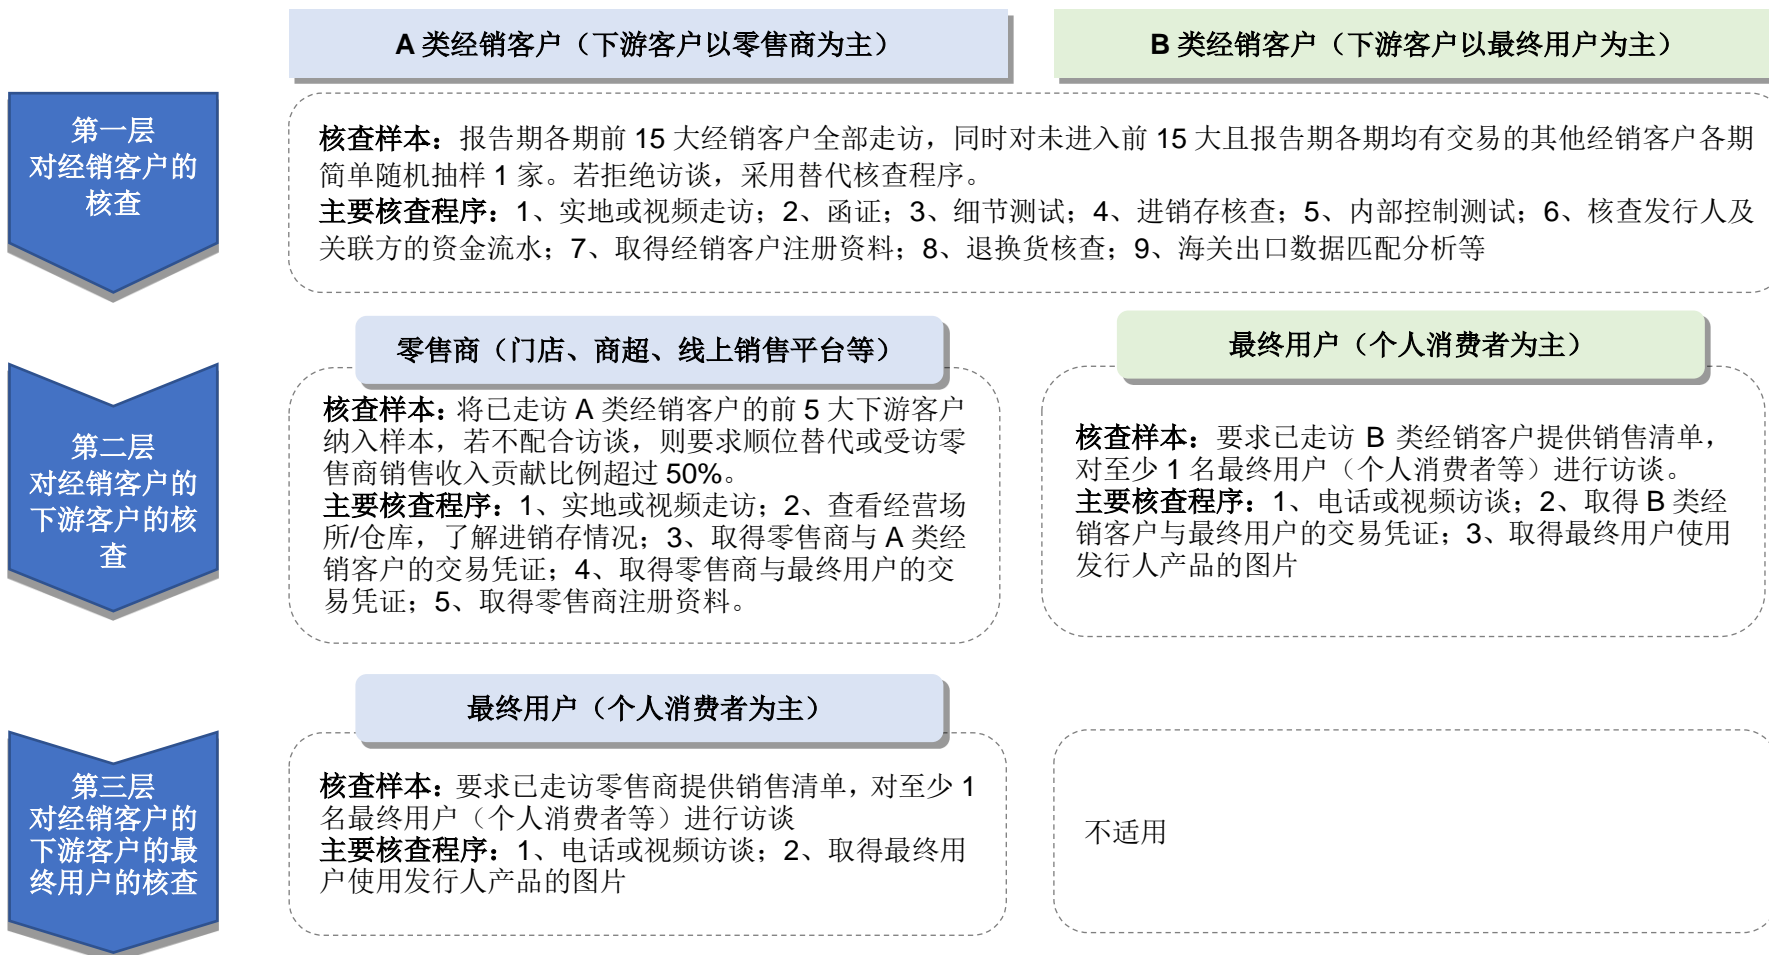 A 类经销客户（下游客户以零售商为主）
B 类经销客户（下游客户以最终用户为主）
第一层
对经销客户的
核查
核查样本：报告期各期前 15 大经销客户全部走访，同时对未进入前 15 大且报告期各期均有交易的其他经销客户各期
简单随机抽样 1 家。若拒绝访谈，采用替代核查程序。
主要核查程序：1、实地或视频走访；2、函证；3、细节测试；4、进销存核查；5、内部控制测试；6、核查发行人及
关联方的资金流水；7、取得经销客户注册资料；8、退换货核查；9、海关出口数据匹配分析等
第二层
对经销客户的
下游客户的核
查
零售商（门店、商超、线上销售平台等）
核查样本：将已走访 A 类经销客户的前 5 大下游客户
纳入样本，若不配合访谈，则要求顺位替代或受访零
售商销售收入贡献比例超过 50%。
主要核查程序：1、实地或视频走访；2、查看经营场
所/仓库，了解进销存情况；3、取得零售商与 A 类经
销客户的交易凭证；4、取得零售商与最终用户的交
易凭证；5、取得零售商注册资料。
最终用户（个人消费者为主）
核查样本：要求已走访 B 类经销客户提供销售清单，
对至少 1 名最终用户（个人消费者等）进行访谈。
主要核查程序：1、电话或视频访谈；2、取得 B 类经
销客户与最终用户的交易凭证；3、取得最终用户使用
发行人产品的图片
第三层
对经销客户的
下游客户的最
终用户的核查
最终用户（个人消费者为主）
核查样本：要求已走访零售商提供销售清单，对至少 1
名最终用户（个人消费者等）进行访谈
主要核查程序：1、电话或视频访谈；2、取得最终用
户使用发行人产品的图片
不适用